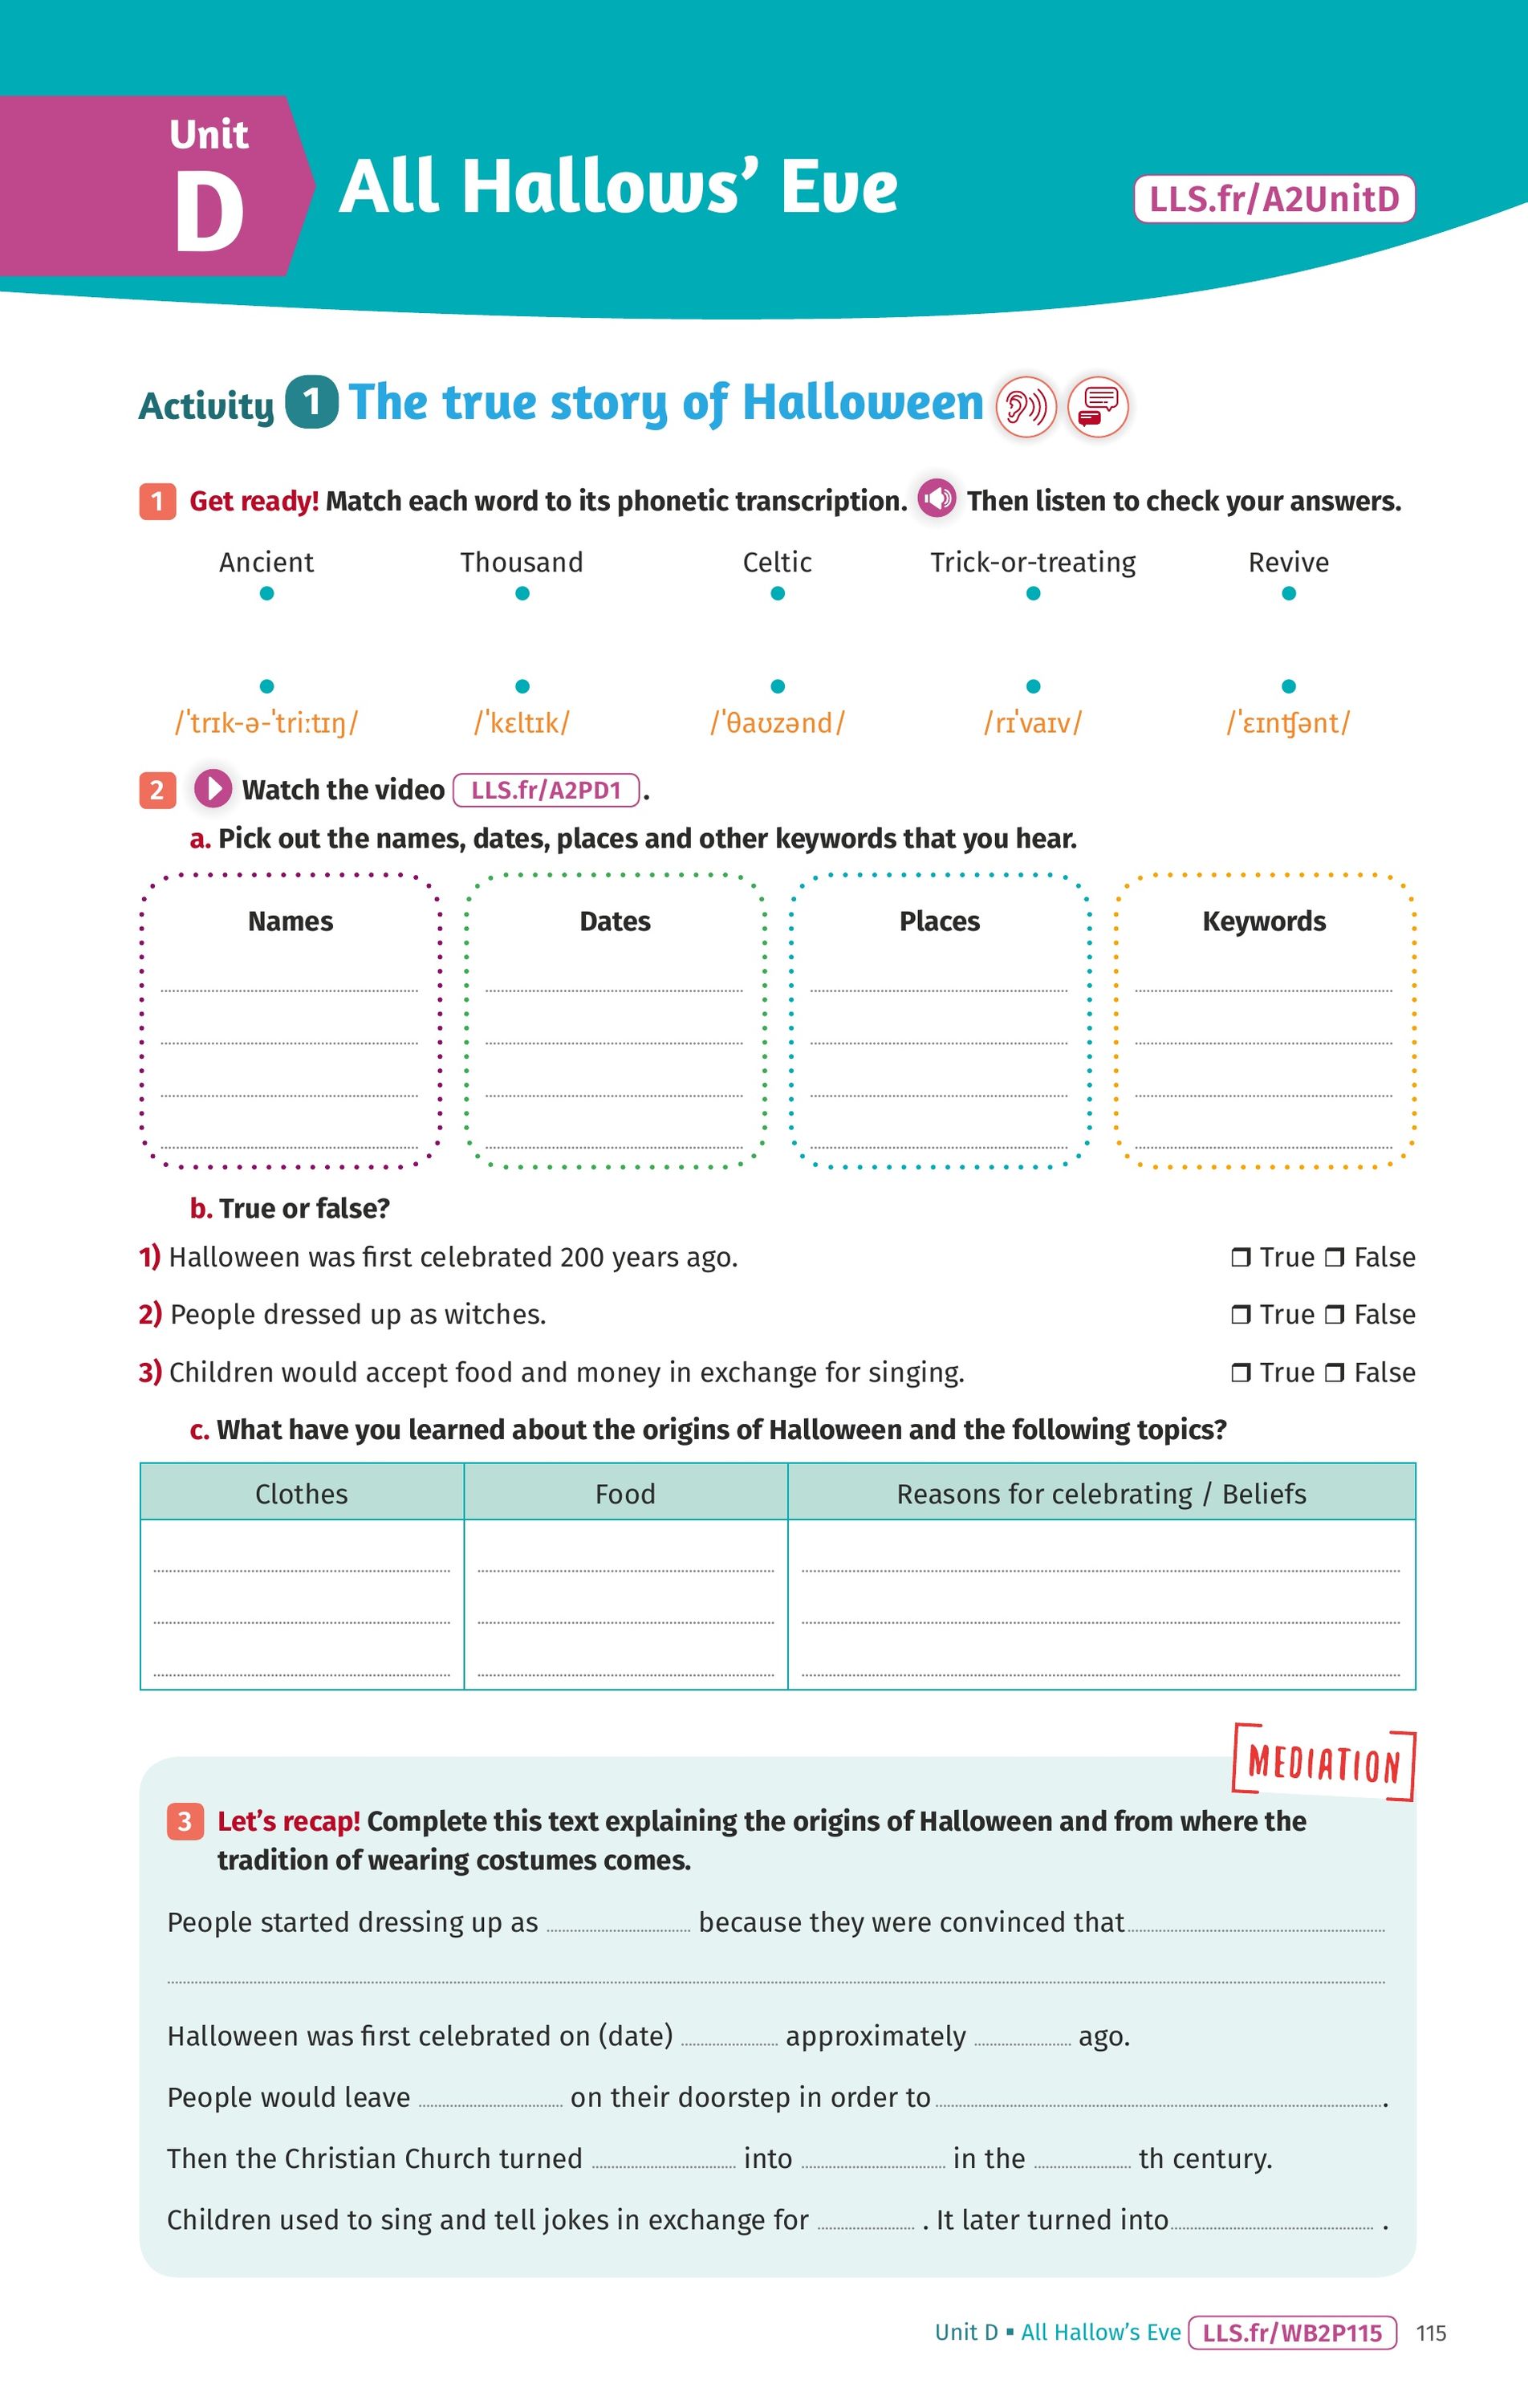 Unit
D
All Hallows’ Eve
LLS.fr/A2UnitD
Activity 1 The true story of Halloween
1 Get ready! Match each word to its phonetic transcription. Then listen to check your answers.
Ancient Thousand Celtic Trick-or-treating Revive
/ˈtrɪk-ə-ˈtriːtɪŋ/ /ˈkɛltɪk/ /ˈθaʊzənd/ /rɪˈvaɪv/ /ˈɛɪnʧənt/
2 Watch the video LLS.fr/A2PD1 .
a. Pick out the names, dates, places and other keywords that you hear.
Names Dates Places Keywords
b. True or false?
1) Halloween was first celebrated 200 years ago. ❒ True ❒ False
2) People dressed up as witches. ❒ True ❒ False
3) Children would accept food and money in exchange for singing. ❒ True ❒ False
c. What have you learned about the origins of Halloween and the following topics?
Clothes Food Reasons for celebrating / Beliefs
MEDIATION
3 Let’s recap! Complete this text explaining the origins of Halloween and from where the
tradition of wearing costumes comes.
People started dressing up as .......... because they were convinced that ..........
..........
Halloween was first celebrated on (date) .......... approximately .......... ago.
People would leave .......... on their doorstep in order to .......... .
Then the Christian Church turned .......... into .......... in the .......... th century.
Children used to sing and tell jokes in exchange for .......... . It later turned into .......... .
Unit D ▪ All Hallow’s Eve LLS.fr/WB2P115 115